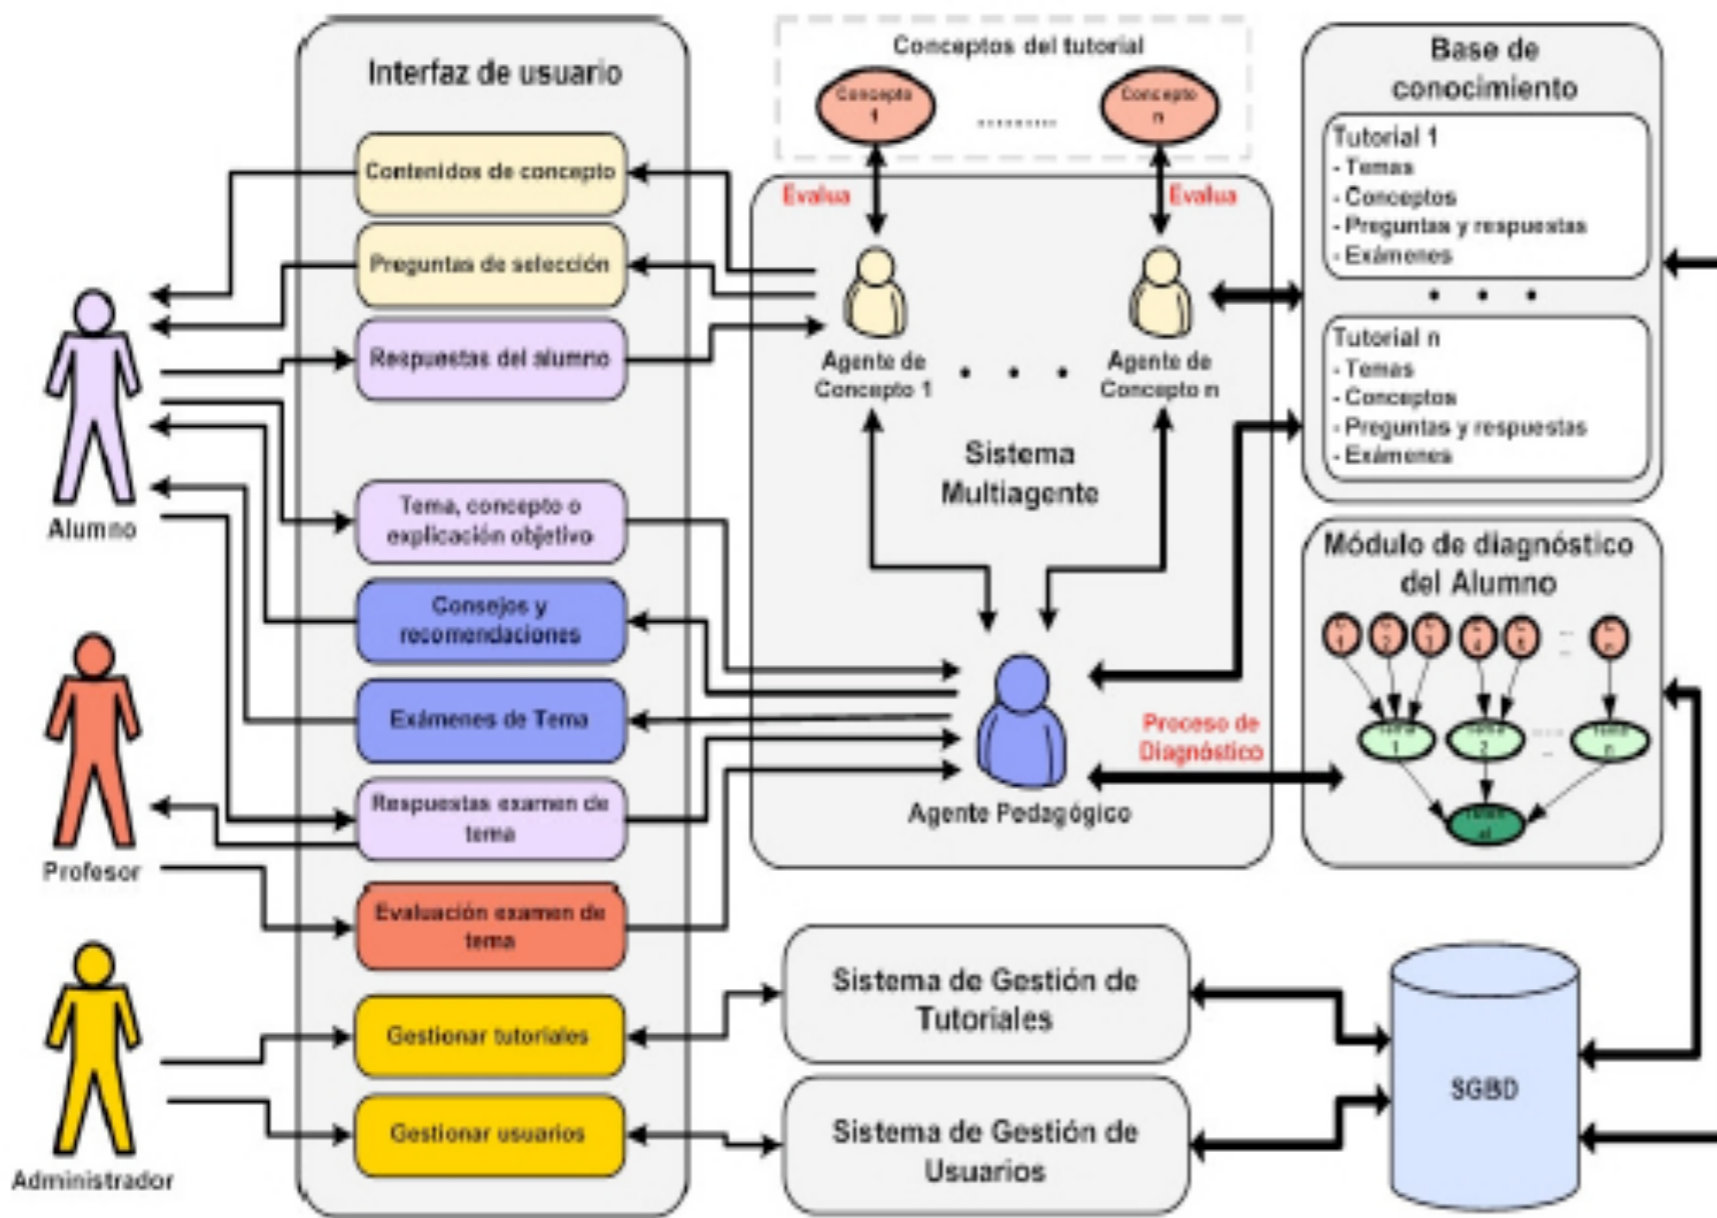 Interfaz de usuario
Contenidos de concepto
Preguntas de selección
Respuestas del alumno
Tema, concepto o
explicación objetivo
Consejos y
recomendaciones
Exámenes de Tema
Respuestas examen de
tema
Evaluación examen de
tema
Gestionar tutoriales
Gestionar usuarios
Alumno
Profesor
Administrador
Conceptos del tutorial
Concepto
1
.........
Concepto
n
Evalua
Evalua
Agente de
Concepto 1
. . .
Agente de
Concepto n
Sistema
Multiagente
Agente Pedagógico
Proceso de
Diagnóstico
Base de
conocimiento
Tutorial 1
- Temas
- Conceptos
- Preguntas y respuestas
- Exámenes
. . .
Tutorial n
- Temas
- Conceptos
- Preguntas y respuestas
- Exámenes
Módulo de diagnóstico
del Alumno
Tema
1
Tema
2
Sistema de Gestión de
Tutoriales
Sistema de Gestión de
Usuarios
SGBD